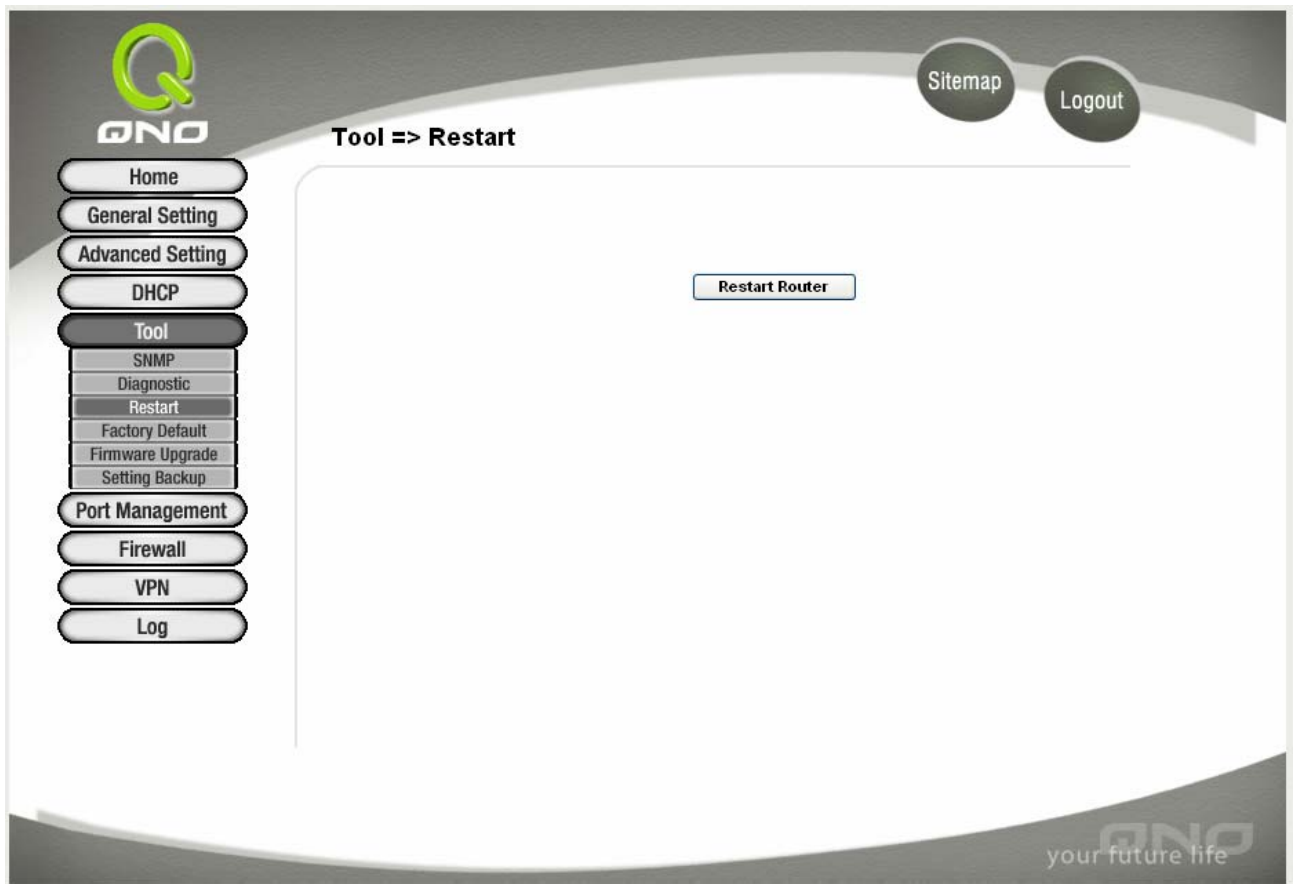 QNO
Sitemap
Logout
Tool => Restart
Home
General Setting
Advanced Setting
DHCP
Tool
SNMP
Diagnostic
Restart
Factory Default
Firmware Upgrade
Setting Backup
Port Management
Firewall
VPN
Log
Restart Router
QNO
your future life